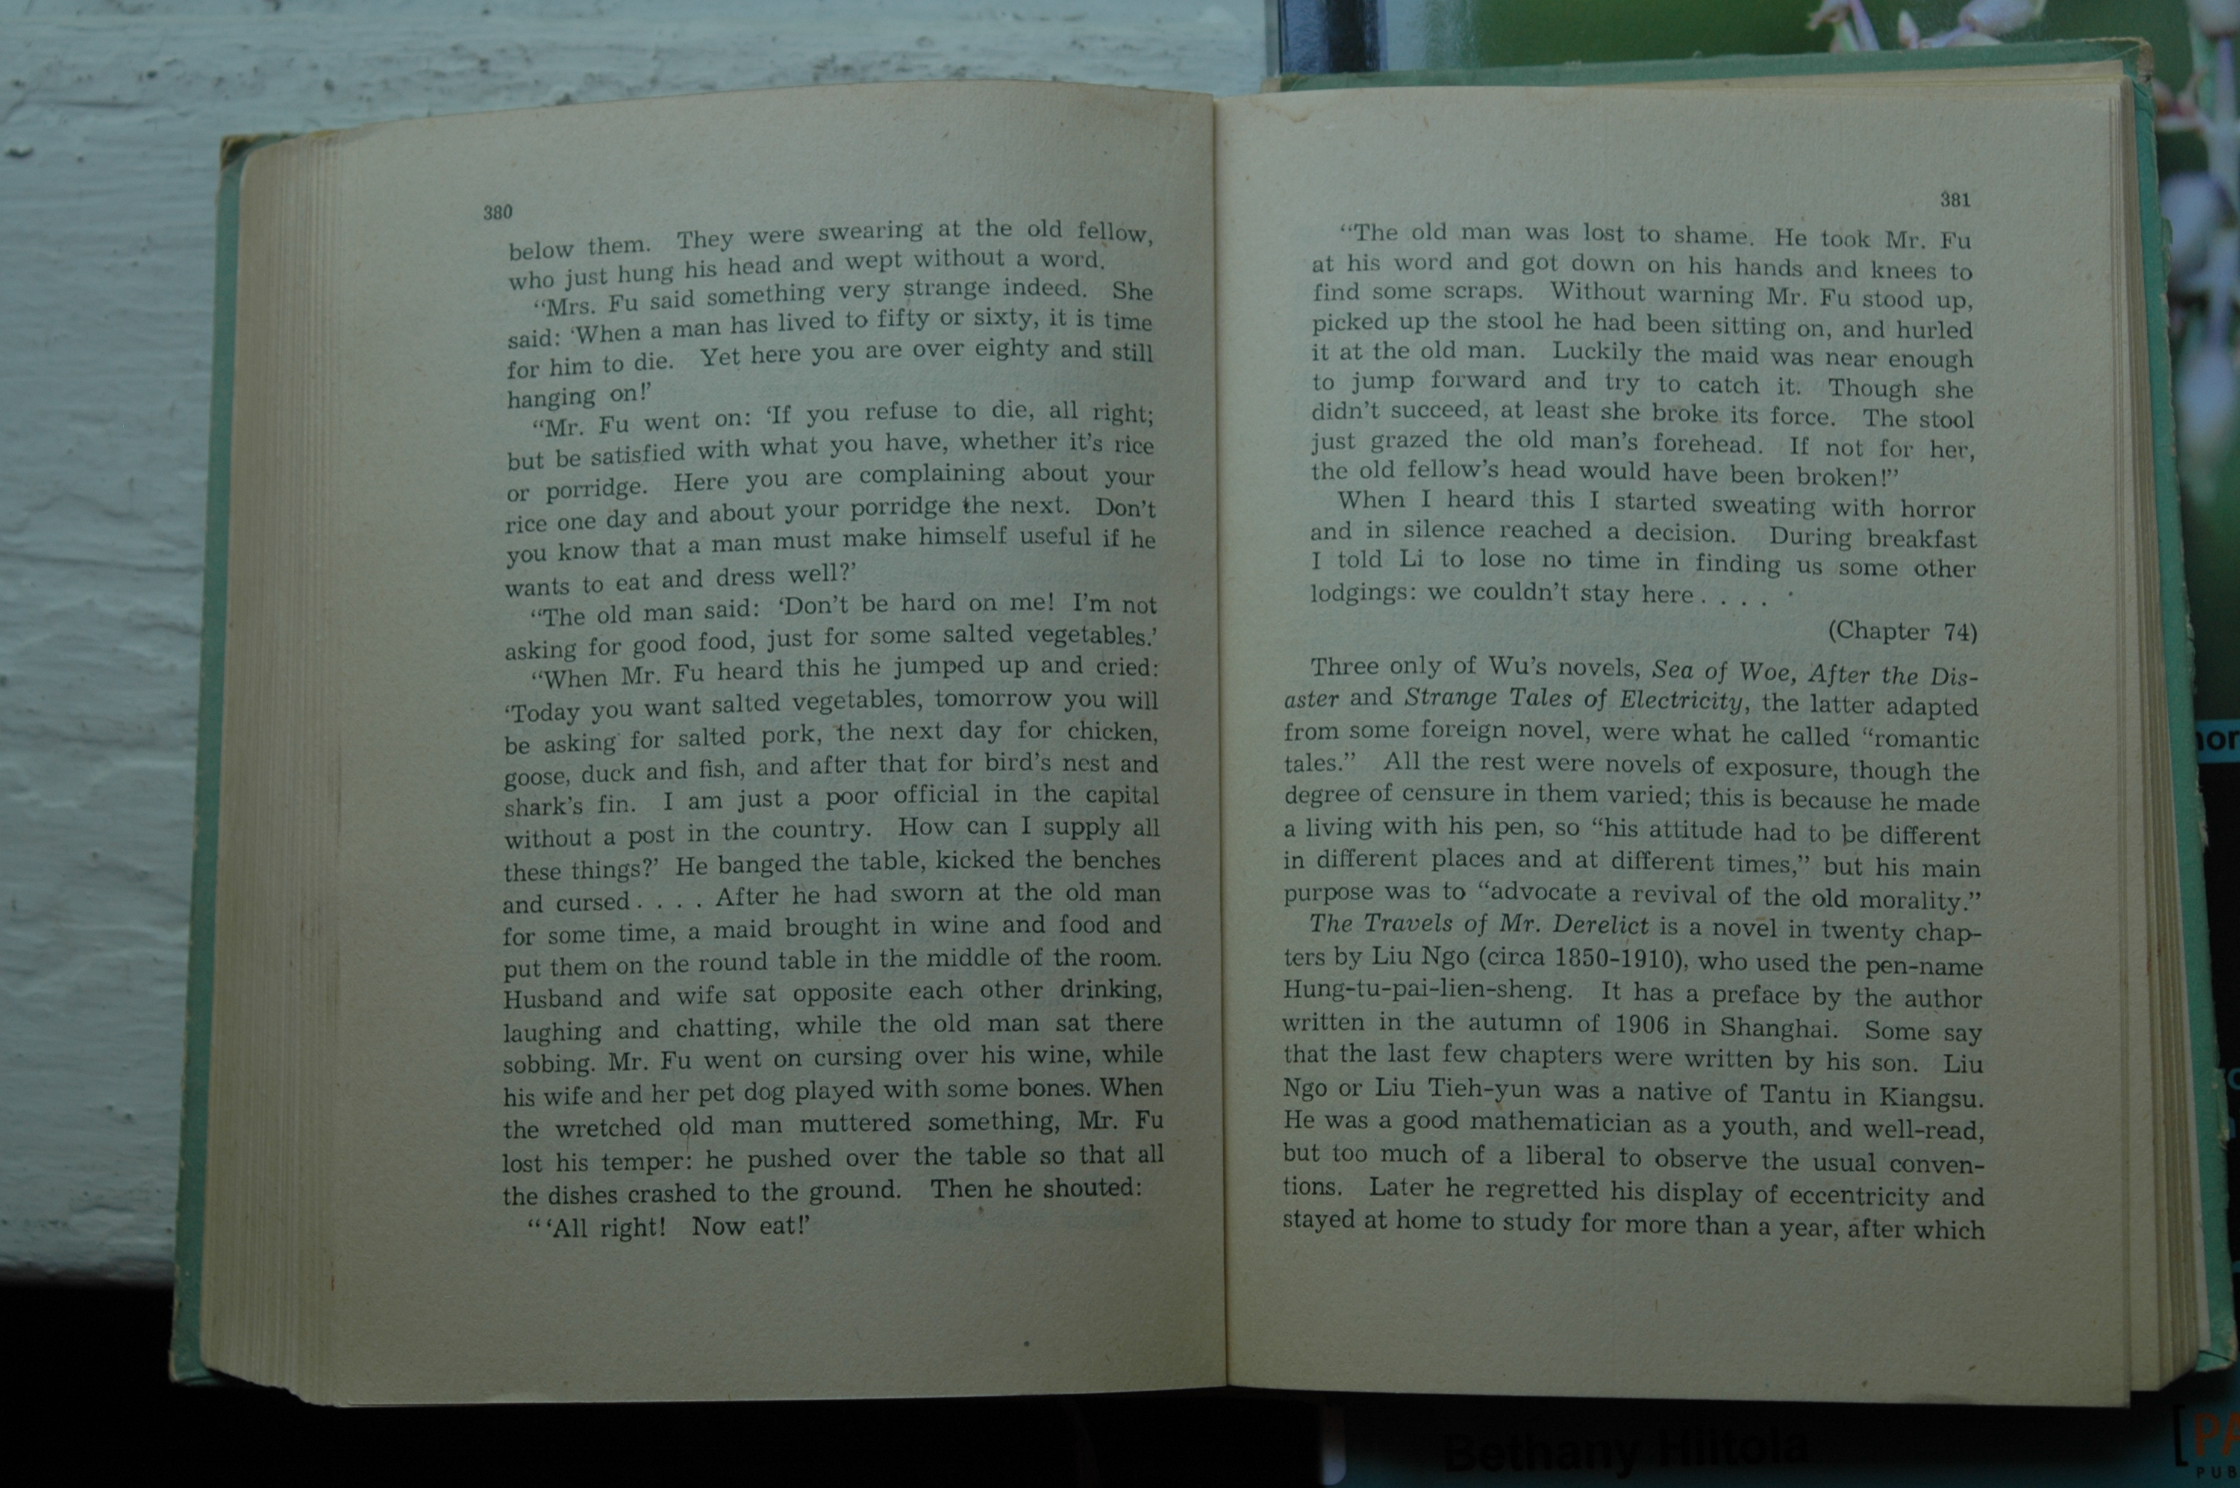 380
below them. They were swearing at the old fellow,
who just hung his head and wept without a word.
“Mrs. Fu said something very strange indeed. She
said: ‘When a man has lived to fifty or sixty, it is time
for him to die. Yet here you are over eighty and still
hanging on!’
“Mr. Fu went on: ‘If you refuse to die, all right;
but be satisfied with what you have, whether it’s rice
or porridge. Here you are complaining about your
rice one day and about your porridge the next. Don’t
you know that a man must make himself useful if he
wants to eat and dress well?’
“The old man said: ‘Don’t be hard on me! I’m not
asking for good food, just for some salted vegetables.’
“When Mr. Fu heard this he jumped up and cried:
‘Today you want salted vegetables, tomorrow you will
be asking for salted pork, the next day for chicken,
goose, duck and fish, and after that for bird’s nest and
shark’s fin. I am just a poor official in the capital
without a post in the country. How can I supply all
these things?’ He banged the table, kicked the benches
and cursed . . . . After he had sworn at the old man
for some time, a maid brought in wine and food and
put them on the round table in the middle of the room.
Husband and wife sat opposite each other drinking,
laughing and chatting, while the old man sat there
sobbing. Mr. Fu went on cursing over his wine, while
his wife and her pet dog played with some bones. When
the wretched old man muttered something, Mr. Fu
lost his temper: he pushed over the table so that all
the dishes crashed to the ground. Then he shouted:
“ ‘All right! Now eat!’
381
“The old man was lost to shame. He took Mr. Fu
at his word and got down on his hands and knees to
find some scraps. Without warning Mr. Fu stood up,
picked up the stool he had been sitting on, and hurled
it at the old man. Luckily the maid was near enough
to jump forward and try to catch it. Though she
didn’t succeed, at least she broke its force. The stool
just grazed the old man’s forehead. If not for her,
the old fellow’s head would have been broken!”
When I heard this I started sweating with horror
and in silence reached a decision. During breakfast
I told Li to lose no time in finding us some other
lodgings: we couldn’t stay here . . . .
(Chapter 74)
Three only of Wu’s novels, Sea of Woe, After the Dis-
aster and Strange Tales of Electricity, the latter adapted
from some foreign novel, were what he called “romantic
tales.” All the rest were novels of exposure, though the
degree of censure in them varied; this is because he made
a living with his pen, so “his attitude had to be different
in different places and at different times,” but his main
purpose was to “advocate a revival of the old morality.”
The Travels of Mr. Derelict is a novel in twenty chap-
ters by Liu Ngo (circa 1850-1910), who used the pen-name
Hung-tu-pai-lien-sheng. It has a preface by the author
written in the autumn of 1906 in Shanghai. Some say
that the last few chapters were written by his son. Liu
Ngo or Liu Tieh-yun was a native of Tantu in Kiangsu.
He was a good mathematician as a youth, and well-read,
but too much of a liberal to observe the usual conven-
tions. Later he regretted his display of eccentricity and
stayed at home to study for more than a year, after which
Bethany Hiltola
[PA
PUB